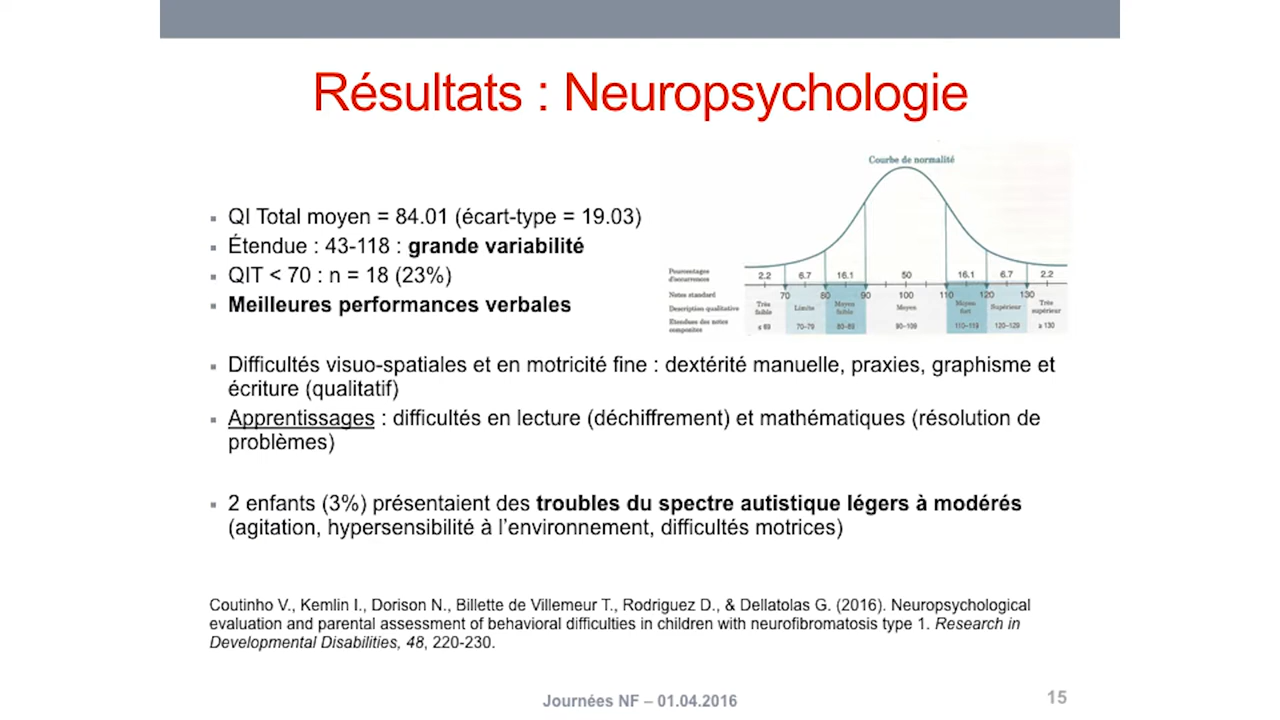 Résultats : Neuropsychologie
Courbe de normalité
QI Total moyen = 84.01 (écart-type = 19.03)
Étendue : 43-118 : grande variabilité
QIT < 70 : n = 18 (23%)
Meilleures performances verbales
Pourcentages d'occurrences
2.2 6.7 16.1 50 16.1 6.7 2.2
Notes standard
70 80 90 100 110 120 130
Description qualitative
Très faible Limite Moyen faible Moyen Moyen fort Supérieur Très supérieur
Étendues des notes composites
≤ 69 70–79 80–89 90–109 110–119 120–129 ≥ 130
Difficultés visuo-spatiales et en motricité fine : dextérité manuelle, praxies, graphisme et
écriture (qualitatif)
Apprentissages : difficultés en lecture (déchiffrement) et mathématiques (résolution de
problèmes)
2 enfants (3%) présentaient des troubles du spectre autistique légers à modérés
(agitation, hypersensibilité à l'environnement, difficultés motrices)
Coutinho V., Kemlin I., Dorison N., Billette de Villemeur T., Rodriguez D., & Dellatolas G. (2016). Neuropsychological
evaluation and parental assessment of behavioral difficulties in children with neurofibromatosis type 1. Research in
Developmental Disabilities, 48, 220-230.
Journées NF – 01.04.2016
15